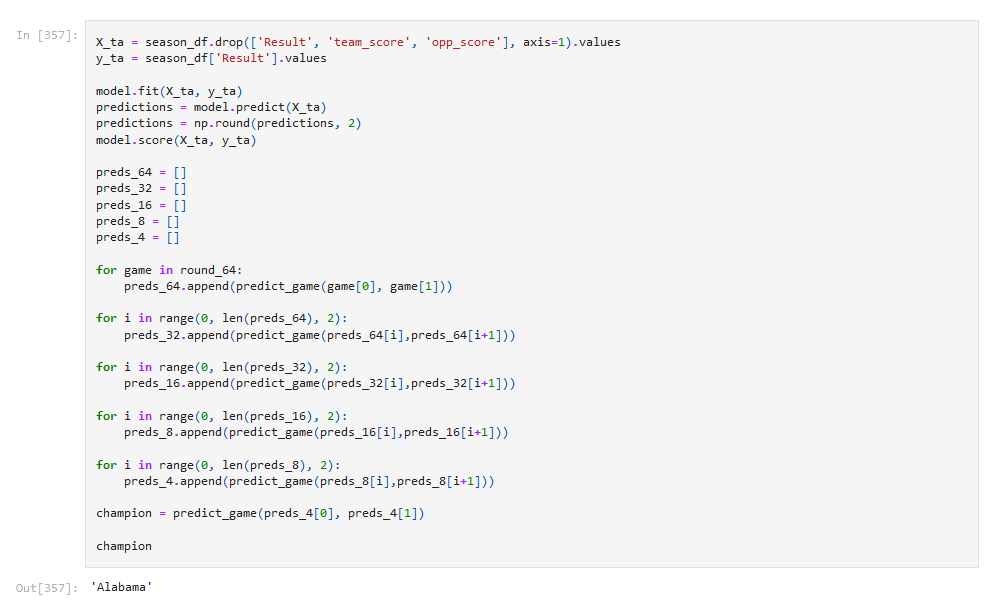 In [357]:
X_ta = season_df.drop(['Result', 'team_score', 'opp_score'], axis=1).values
y_ta = season_df['Result'].values
model.fit(X_ta, y_ta)
predictions = model.predict(X_ta)
predictions = np.round(predictions, 2)
model.score(X_ta, y_ta)
preds_64 = []
preds_32 = []
preds_16 = []
preds_8 = []
preds_4 = []
for game in round_64:
    preds_64.append(predict_game(game[0], game[1]))
for i in range(0, len(preds_64), 2):
    preds_32.append(predict_game(preds_64[i],preds_64[i+1]))
for i in range(0, len(preds_32), 2):
    preds_16.append(predict_game(preds_32[i],preds_32[i+1]))
for i in range(0, len(preds_16), 2):
    preds_8.append(predict_game(preds_16[i],preds_16[i+1]))
for i in range(0, len(preds_8), 2):
    preds_4.append(predict_game(preds_8[i],preds_8[i+1]))
champion = predict_game(preds_4[0], preds_4[1])
champion
Out[357]: 'Alabama'